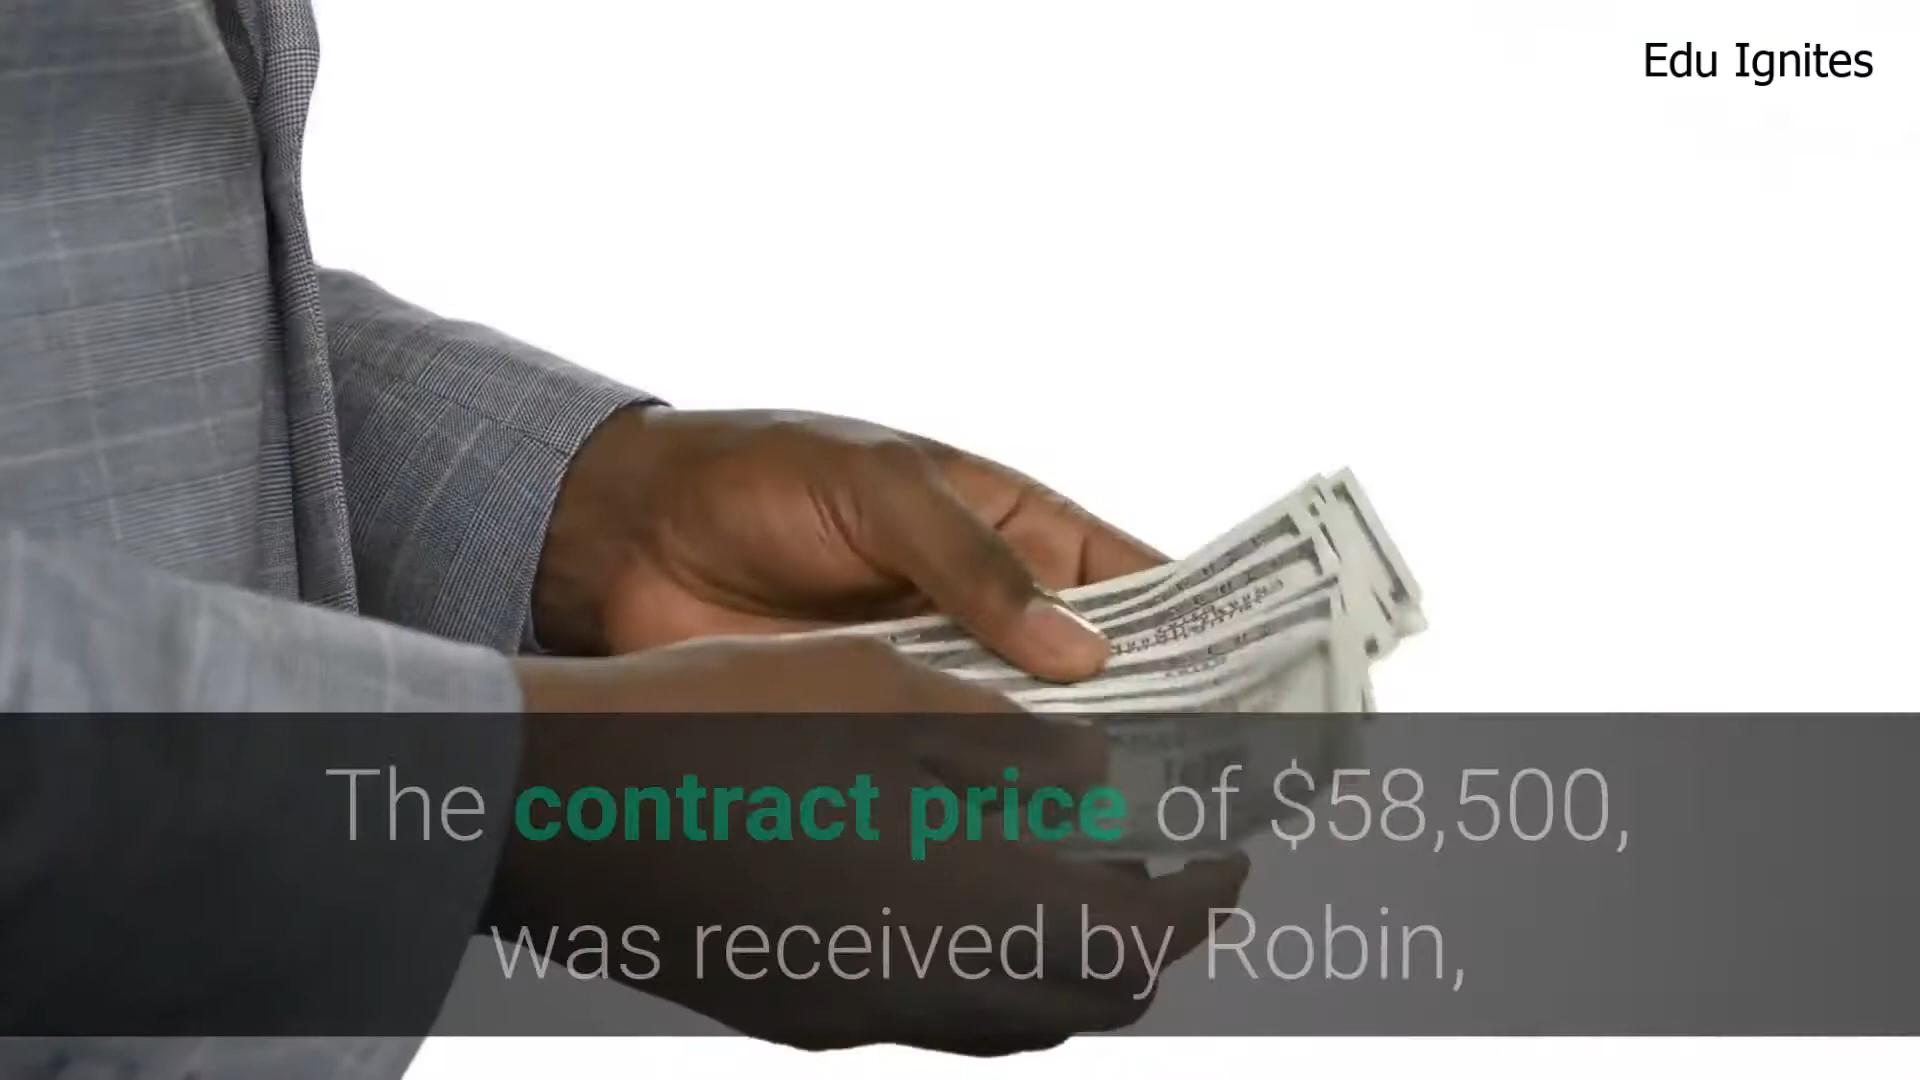 Edu Ignites
The contract price of $58,500,
was received by Robin,